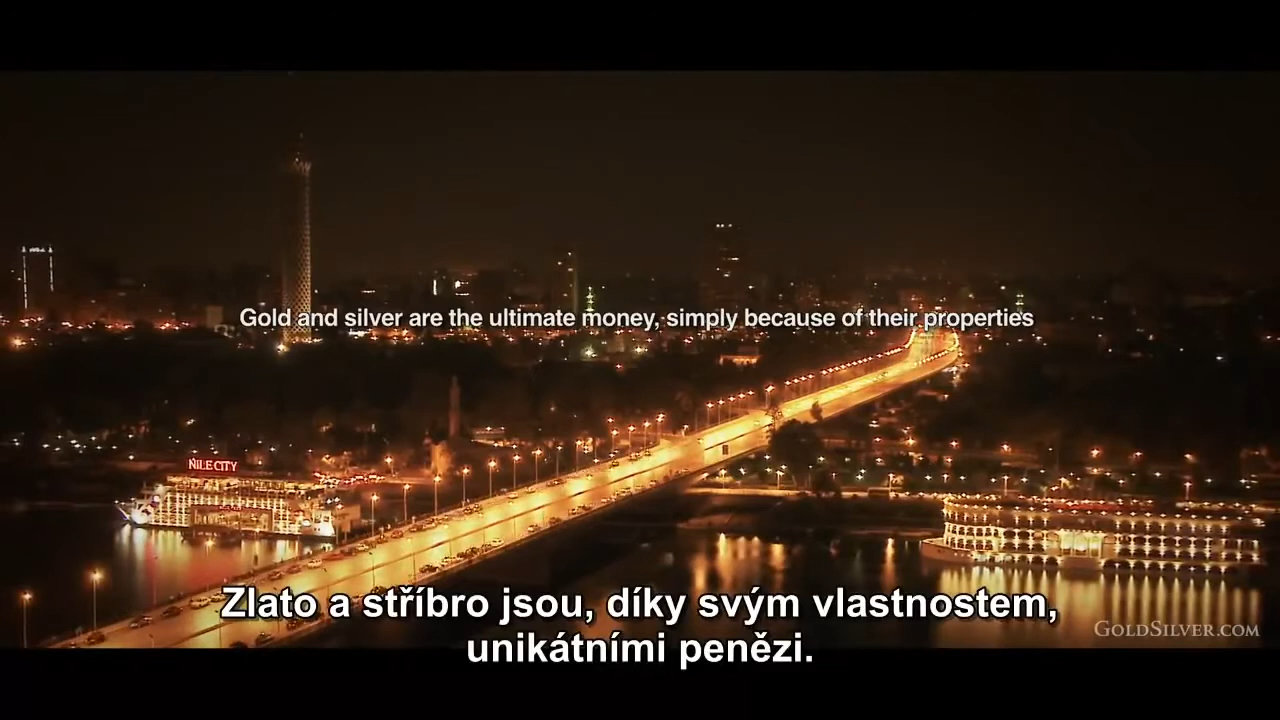 Gold and silver are the ultimate money, simply because of their properties
NILE CITY
Zlato a stříbro jsou, díky svým vlastnostem,
unikátními penězi.
GOLDSILVER.COM